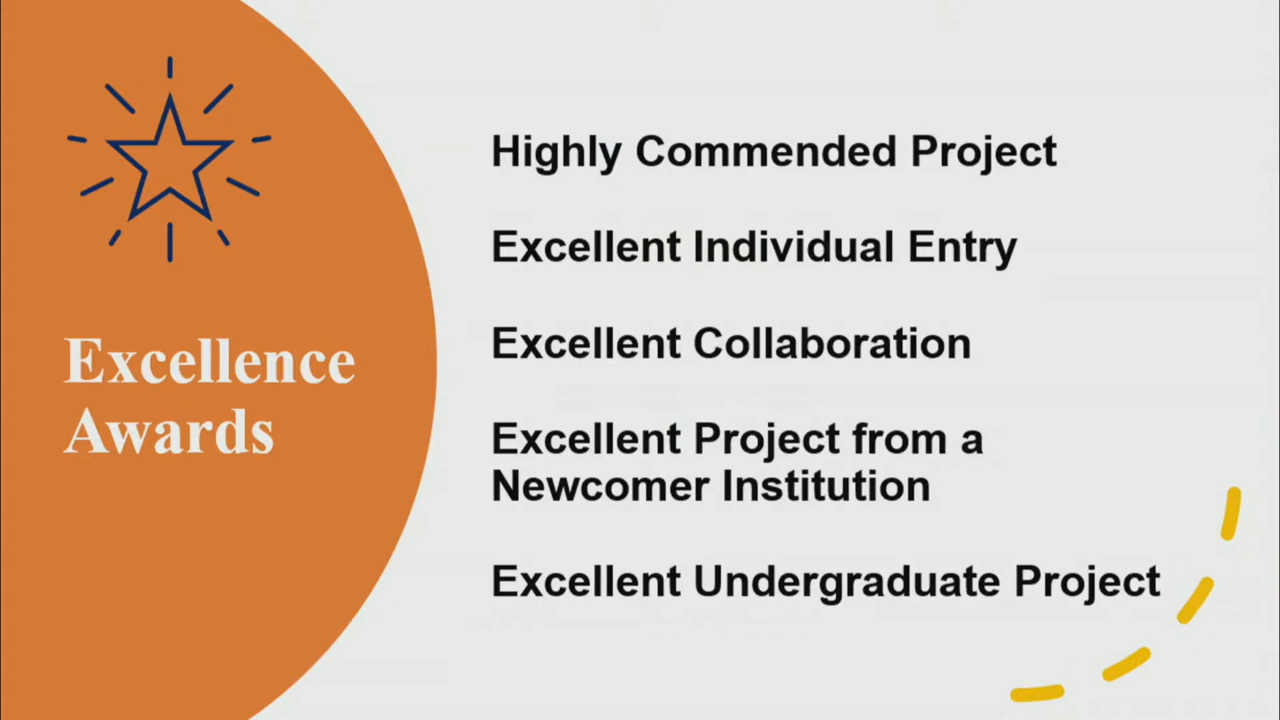 Excellence
Awards
Highly Commended Project
Excellent Individual Entry
Excellent Collaboration
Excellent Project from a
Newcomer Institution
Excellent Undergraduate Project